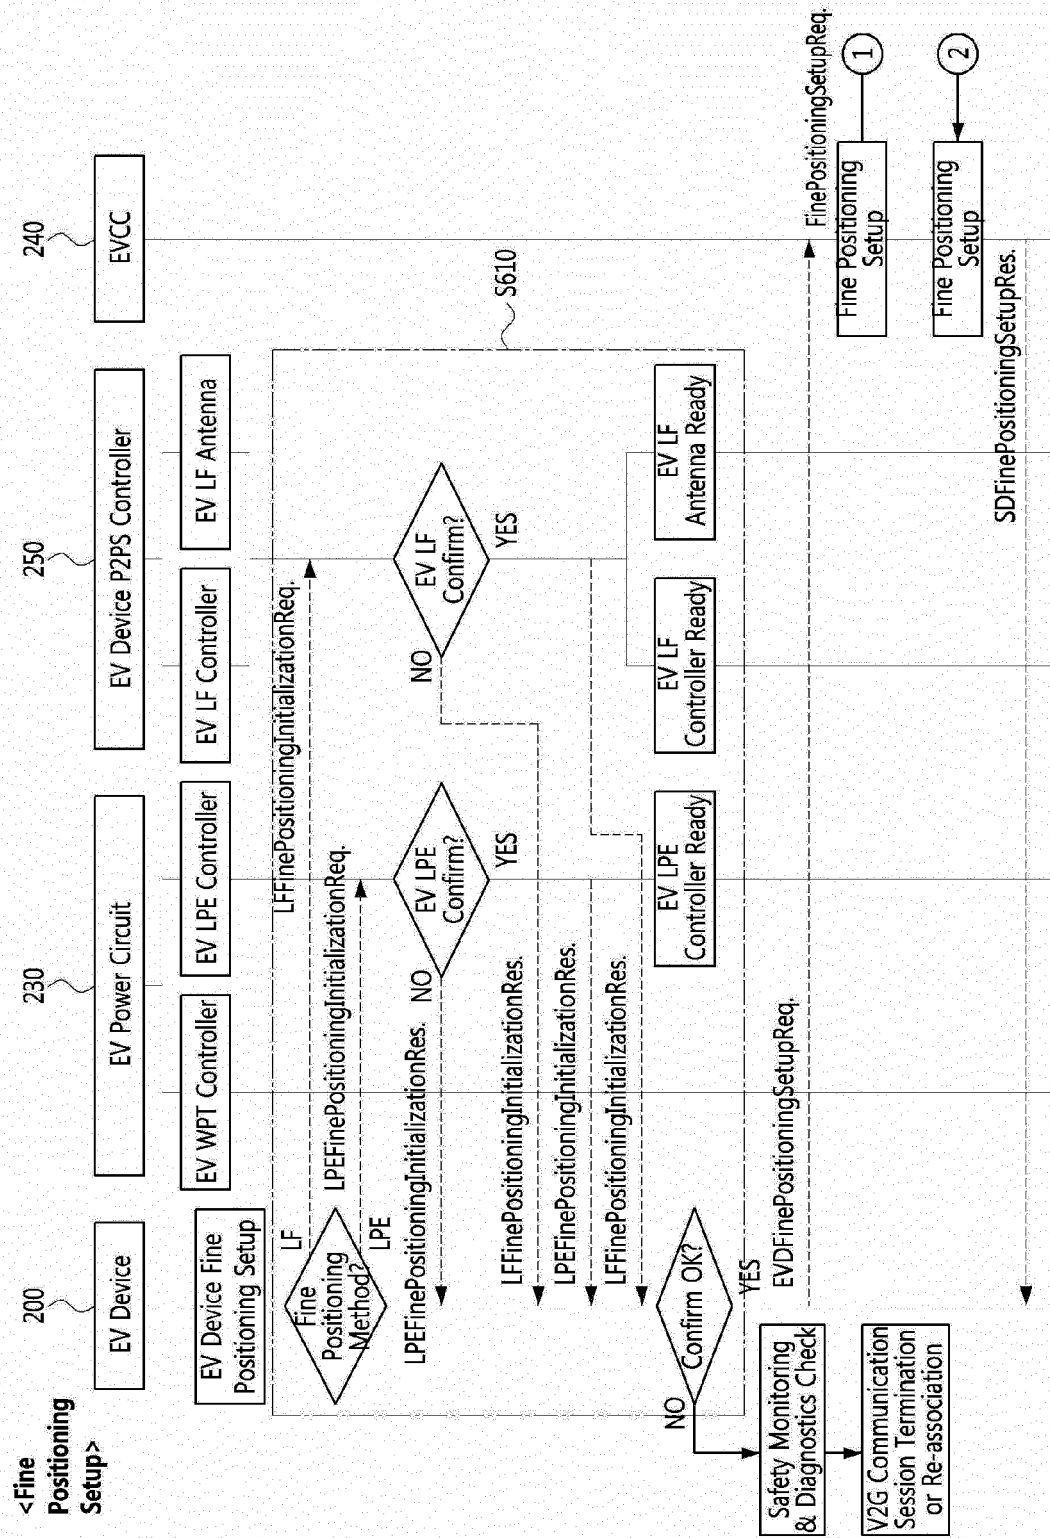 <Fine
Positioning
Setup>
200
230
250
240
EV Device
EV Power Circuit
EV Device P2PS Controller
EVCC
EV Device Fine
Positioning Setup
EV WPT Controller
EV LPE Controller
EV LF Controller
EV LF Antenna
S610
LFFinePositioningInitializationReq.
Fine
Positioning
Method?
LF
LPE
LPEFinePositioningInitializationReq.
EV LPE
Confirm?
NO
YES
EV LF
Confirm?
NO
YES
LPEFinePositioningInitializationRes.
LFFinePositioningInitializationRes.
LPEFinePositioningInitializationRes.
LFFinePositioningInitializationRes.
EV LPE
Controller Ready
EV LF
Controller Ready
EV LF
Antenna Ready
Confirm OK?
NO
YES
Safety Monitoring
& Diagnostics Check
V2G Communication
Session Termination
or Re-association
EVDFinePositioningSetupReq.
FinePositioningSetupReq.
Fine Positioning
Setup
1
Fine Positioning
Setup
2
SDFinePositioningSetupRes.